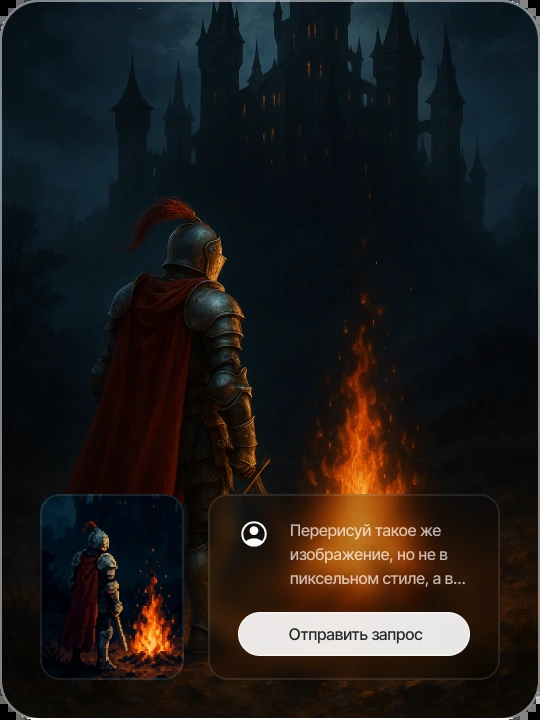 Перерисуй такое же
изображение, но не в
пиксельном стиле, а в...
Отправить запрос